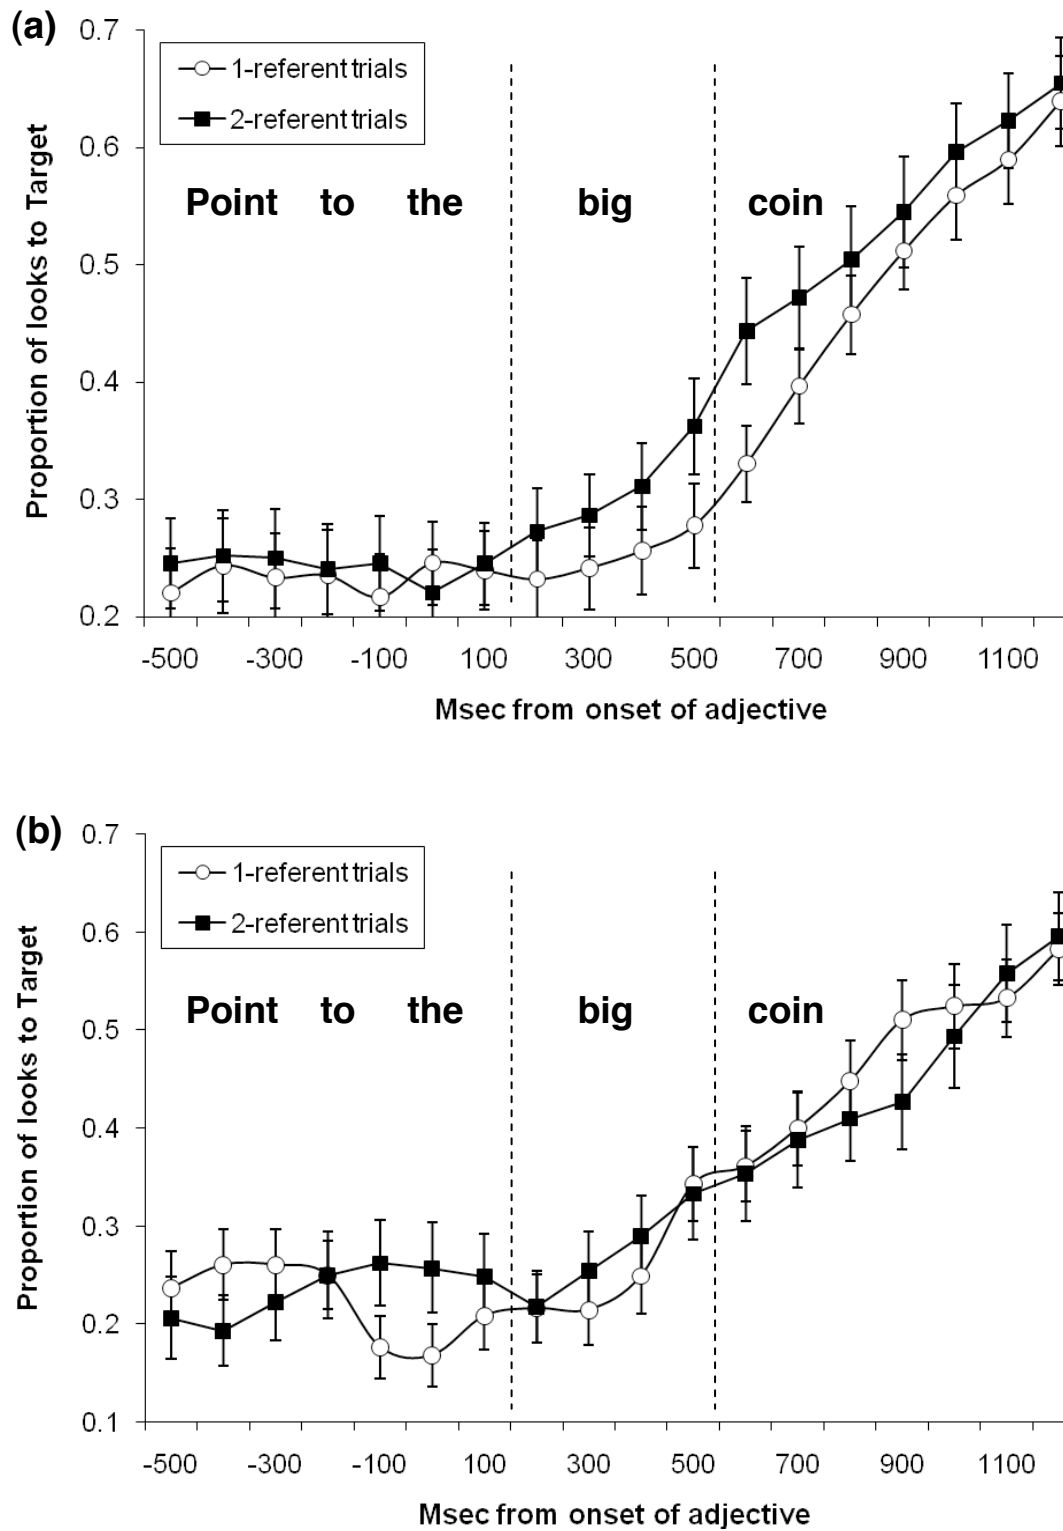 (a)
0.7
0.6
0.5
0.4
0.3
0.2
Proportion of looks to Target
1-referent trials
2-referent trials
Point to the big coin
-500 -300 -100 100 300 500 700 900 1100
Msec from onset of adjective
(b)
0.7
0.6
0.5
0.4
0.3
0.2
0.1
Proportion of looks to Target
1-referent trials
2-referent trials
Point to the big coin
-500 -300 -100 100 300 500 700 900 1100
Msec from onset of adjective